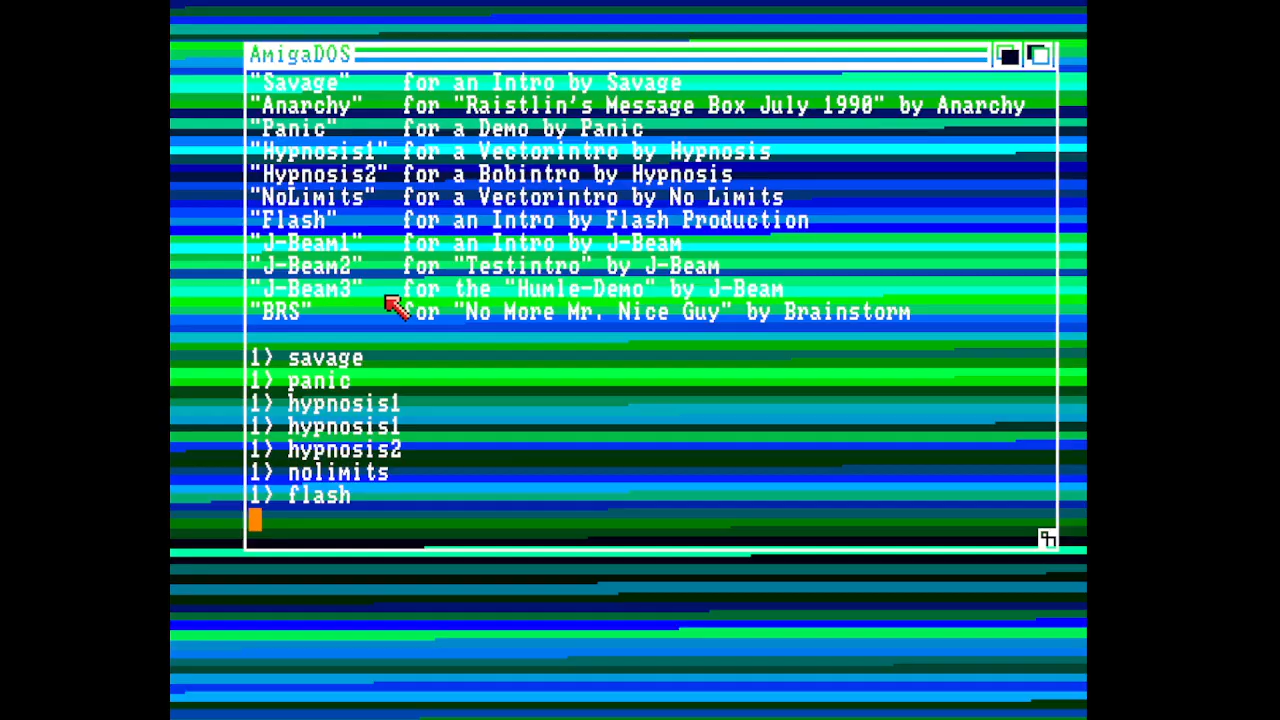 AmigaDOS
"Savage"    for an Intro by Savage
"Anarchy"   for "Raistlin's Message Box July 1990" by Anarchy
"Panic"     for a Demo by Panic
"Hypnosis1" for a Vectorintro by Hypnosis
"Hypnosis2" for a Bobintro by Hypnosis
"NoLimits"  for a Vectorintro by No Limits
"Flash"     for an Intro by Flash Production
"J-Beam1"   for an Intro by J-Beam
"J-Beam2"   for "Testintro" by J-Beam
"J-Beam3"   for the "Humle-Demo" by J-Beam
"BRS"       for "No More Mr. Nice Guy" by Brainstorm
1> savage
1> panic
1> hypnosis1
1> hypnosis1
1> hypnosis2
1> nolimits
1> flash